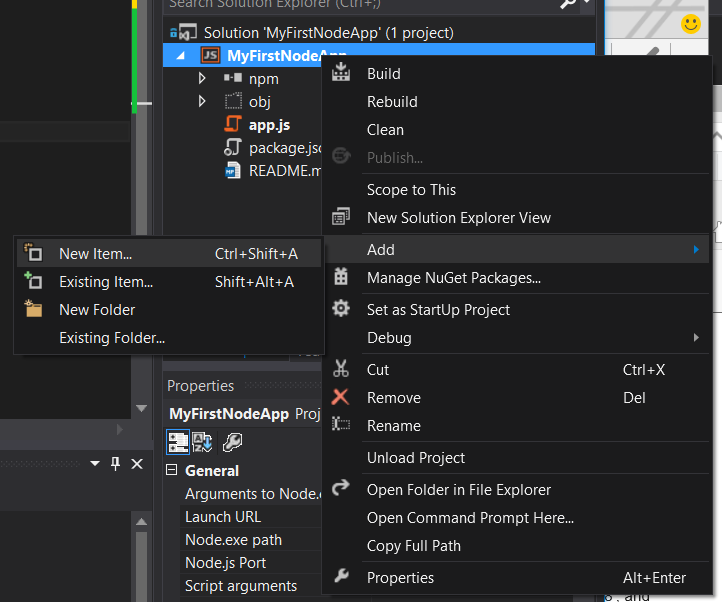 Search Solution Explorer (Ctrl+;)
Solution 'MyFirstNodeApp' (1 project)
JS MyFirstNodeApp
npm
obj
app.js
package.jso
README.m
Build
Rebuild
Clean
Publish...
Scope to This
New Solution Explorer View
Add
Manage NuGet Packages...
Set as StartUp Project
Debug
Cut Ctrl+X
Remove Del
Rename
Unload Project
Open Folder in File Explorer
Open Command Prompt Here...
Copy Full Path
Properties Alt+Enter
New Item... Ctrl+Shift+A
Existing Item... Shift+Alt+A
New Folder
Existing Folder...
Properties
MyFirstNodeApp Proj
General
Arguments to Node.e
Launch URL
Node.exe path
Node.js Port
Script arguments
and